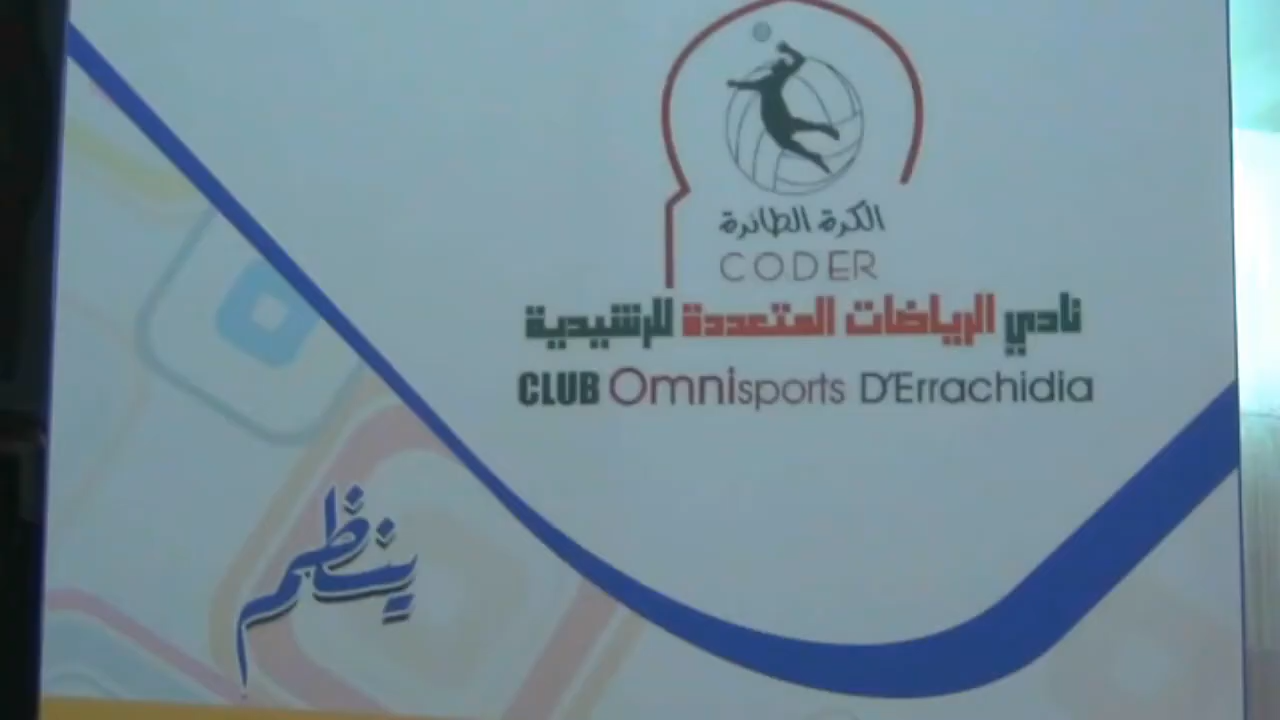 الكرة الطائرة
CODER
نادي الرياضات المتعددة للرشيدية
CLUB Omnisports D'Errachidia
ينظم